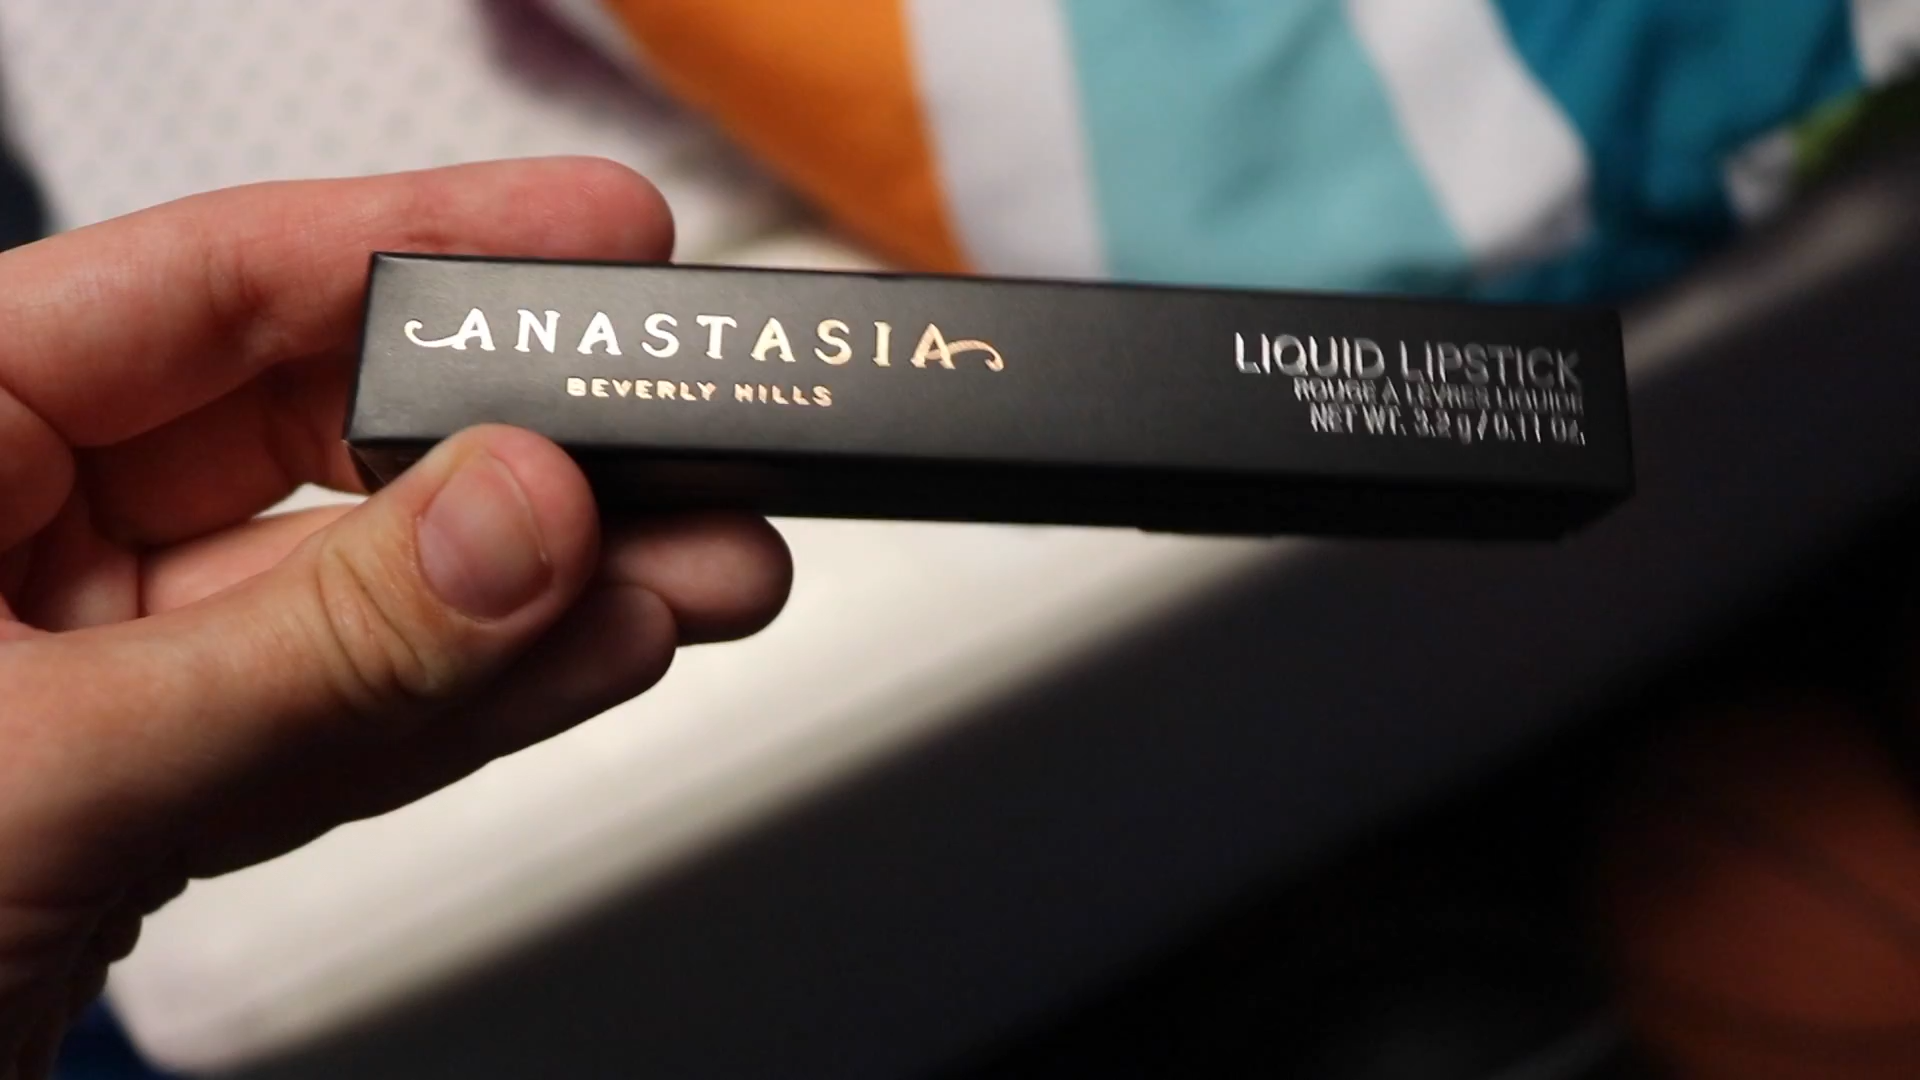 ANASTASIA
BEVERLY HILLS
LIQUID LIPSTICK
ROUGE À LÈVRES LIQUIDE
NET WT. 3.2 g / 0.11 Oz.